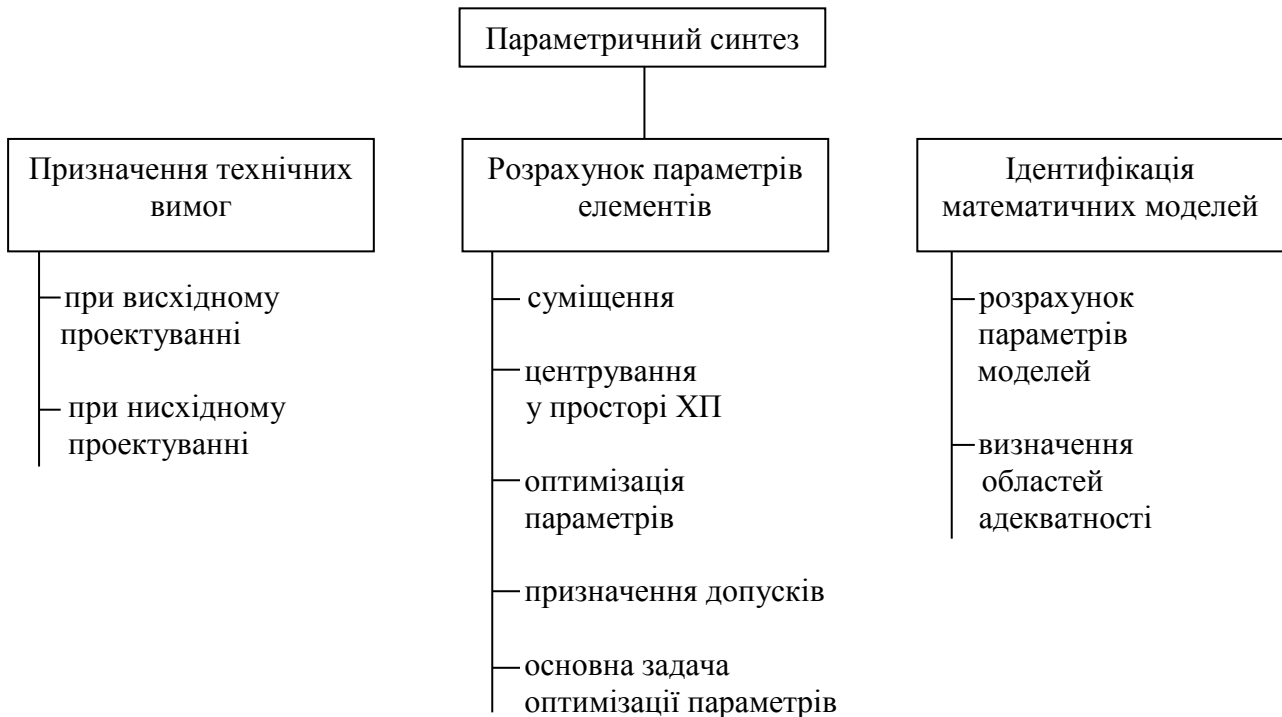 Параметричний синтез
Призначення технічних
вимог
при висхідному
проектуванні
при нисхідному
проектуванні
Розрахунок параметрів
елементів
суміщення
центрування
у просторі ХП
оптимізація
параметрів
призначення допусків
основна задача
оптимізації параметрів
Ідентифікація
математичних моделей
розрахунок
параметрів
моделей
визначення
областей
адекватності